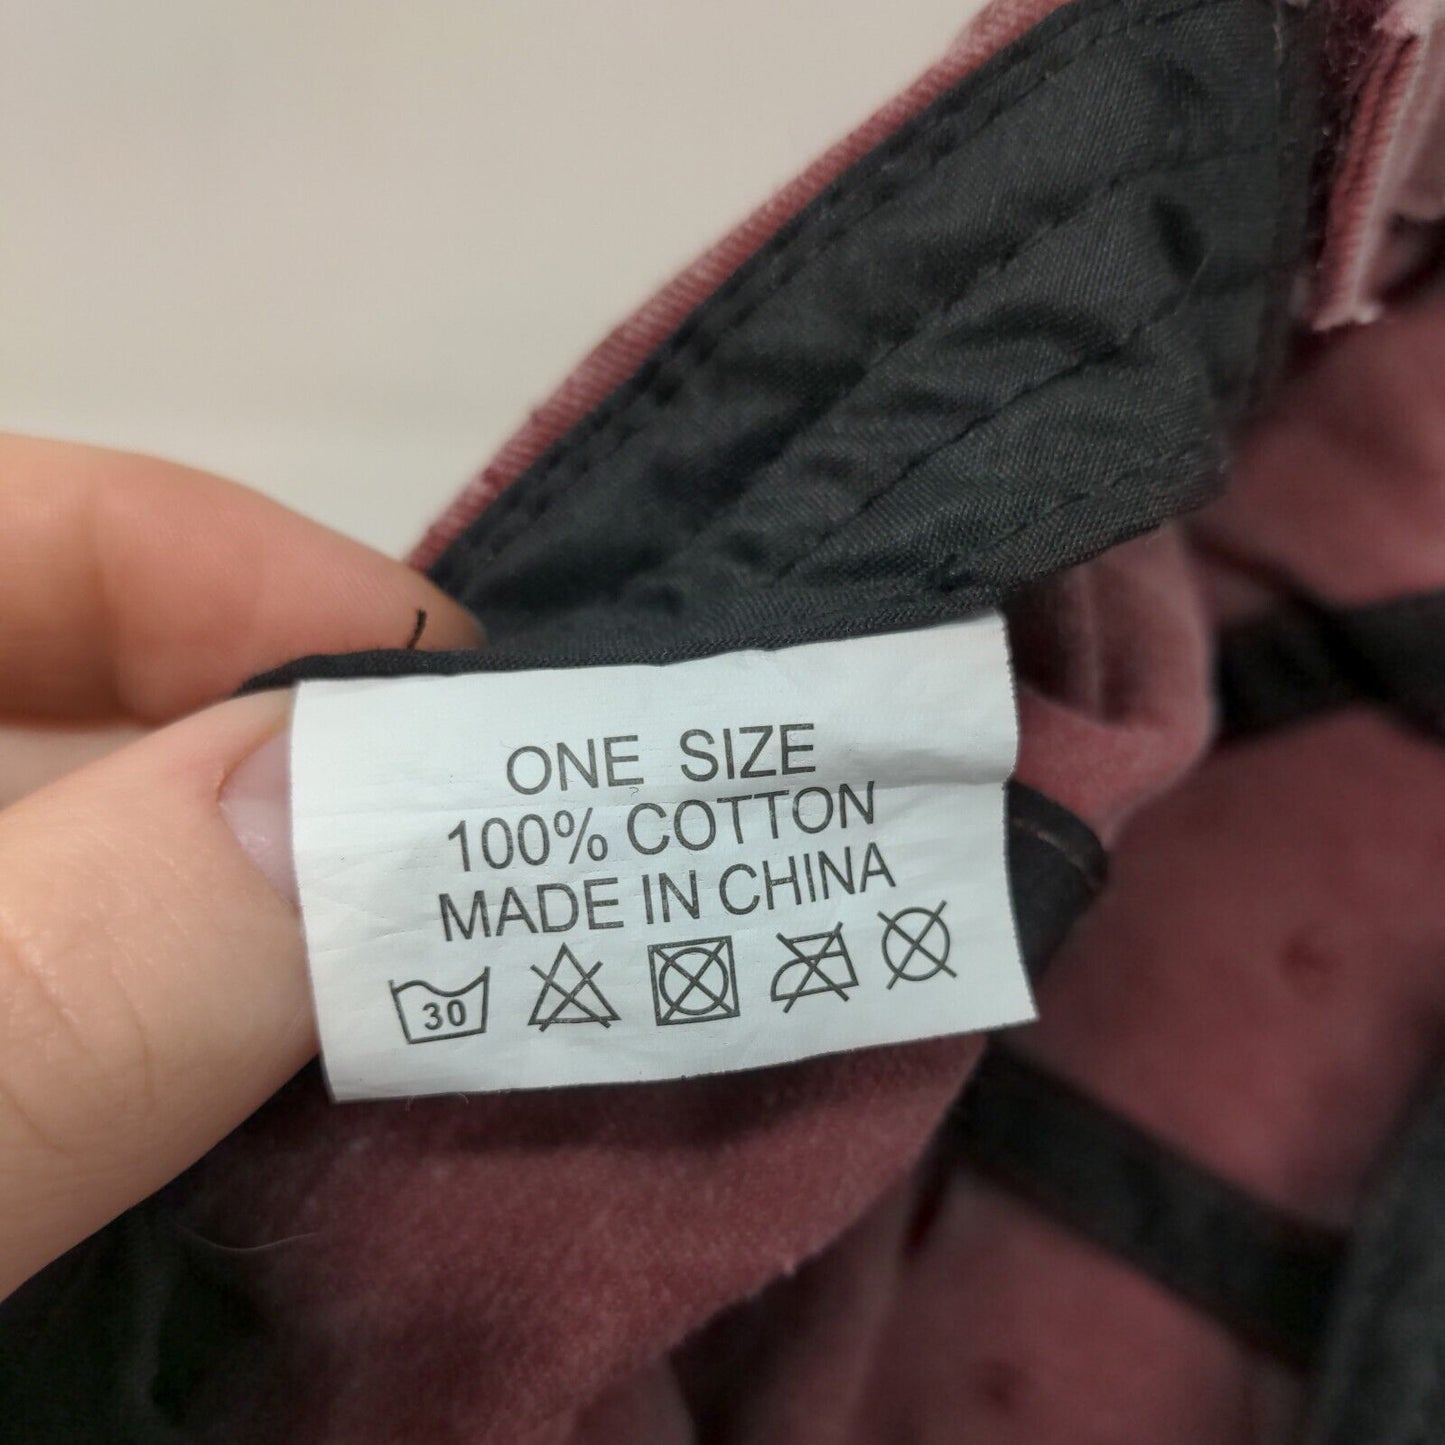 ONE SIZE
100% COTTON
MADE IN CHINA
30